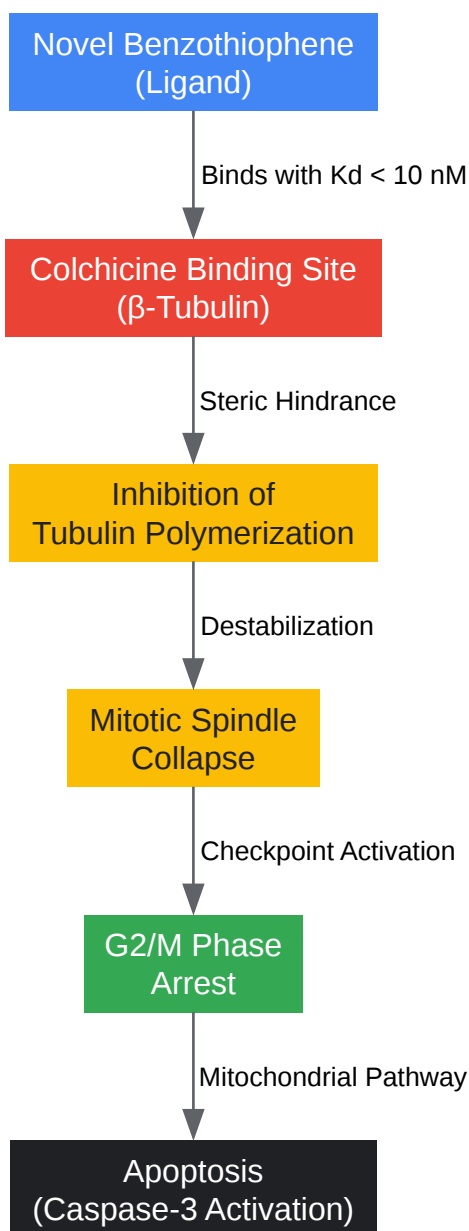 Novel Benzothiophene
(Ligand)
Binds with Kd < 10 nM
Colchicine Binding Site
(β-Tubulin)
Steric Hindrance
Inhibition of
Tubulin Polymerization
Destabilization
Mitotic Spindle
Collapse
Checkpoint Activation
G2/M Phase
Arrest
Mitochondrial Pathway
Apoptosis
(Caspase-3 Activation)